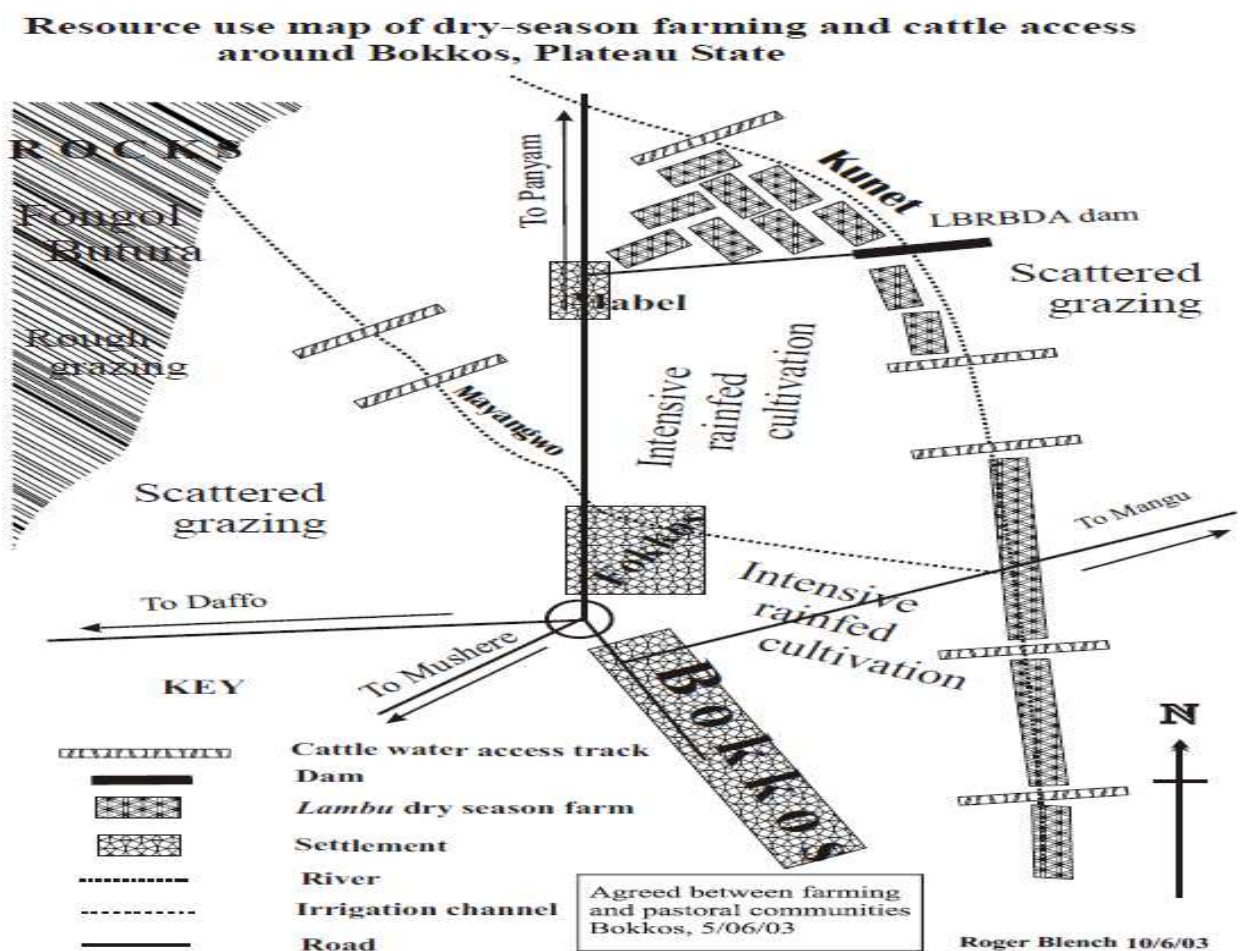 Resource use map of dry-season farming and cattle access
around Bokkos, Plateau State
ROCKS
Fongol
Butura
Rough
grazing
To Panyam
Kunet
LBRBDA dam
Scattered
grazing
Mabel
Intensive
rainfed
cultivation
Mayangwo
Scattered
grazing
Fokkos
To Mangu
Intensive
rainfed
cultivation
To Daffo
To Mushere
Bokkos
N
KEY
Cattle water access track
Dam
Lambu dry season farm
Settlement
River
Irrigation channel
Road
Agreed between farming
and pastoral communities
Bokkos, 5/06/03
Roger Blench 10/6/03